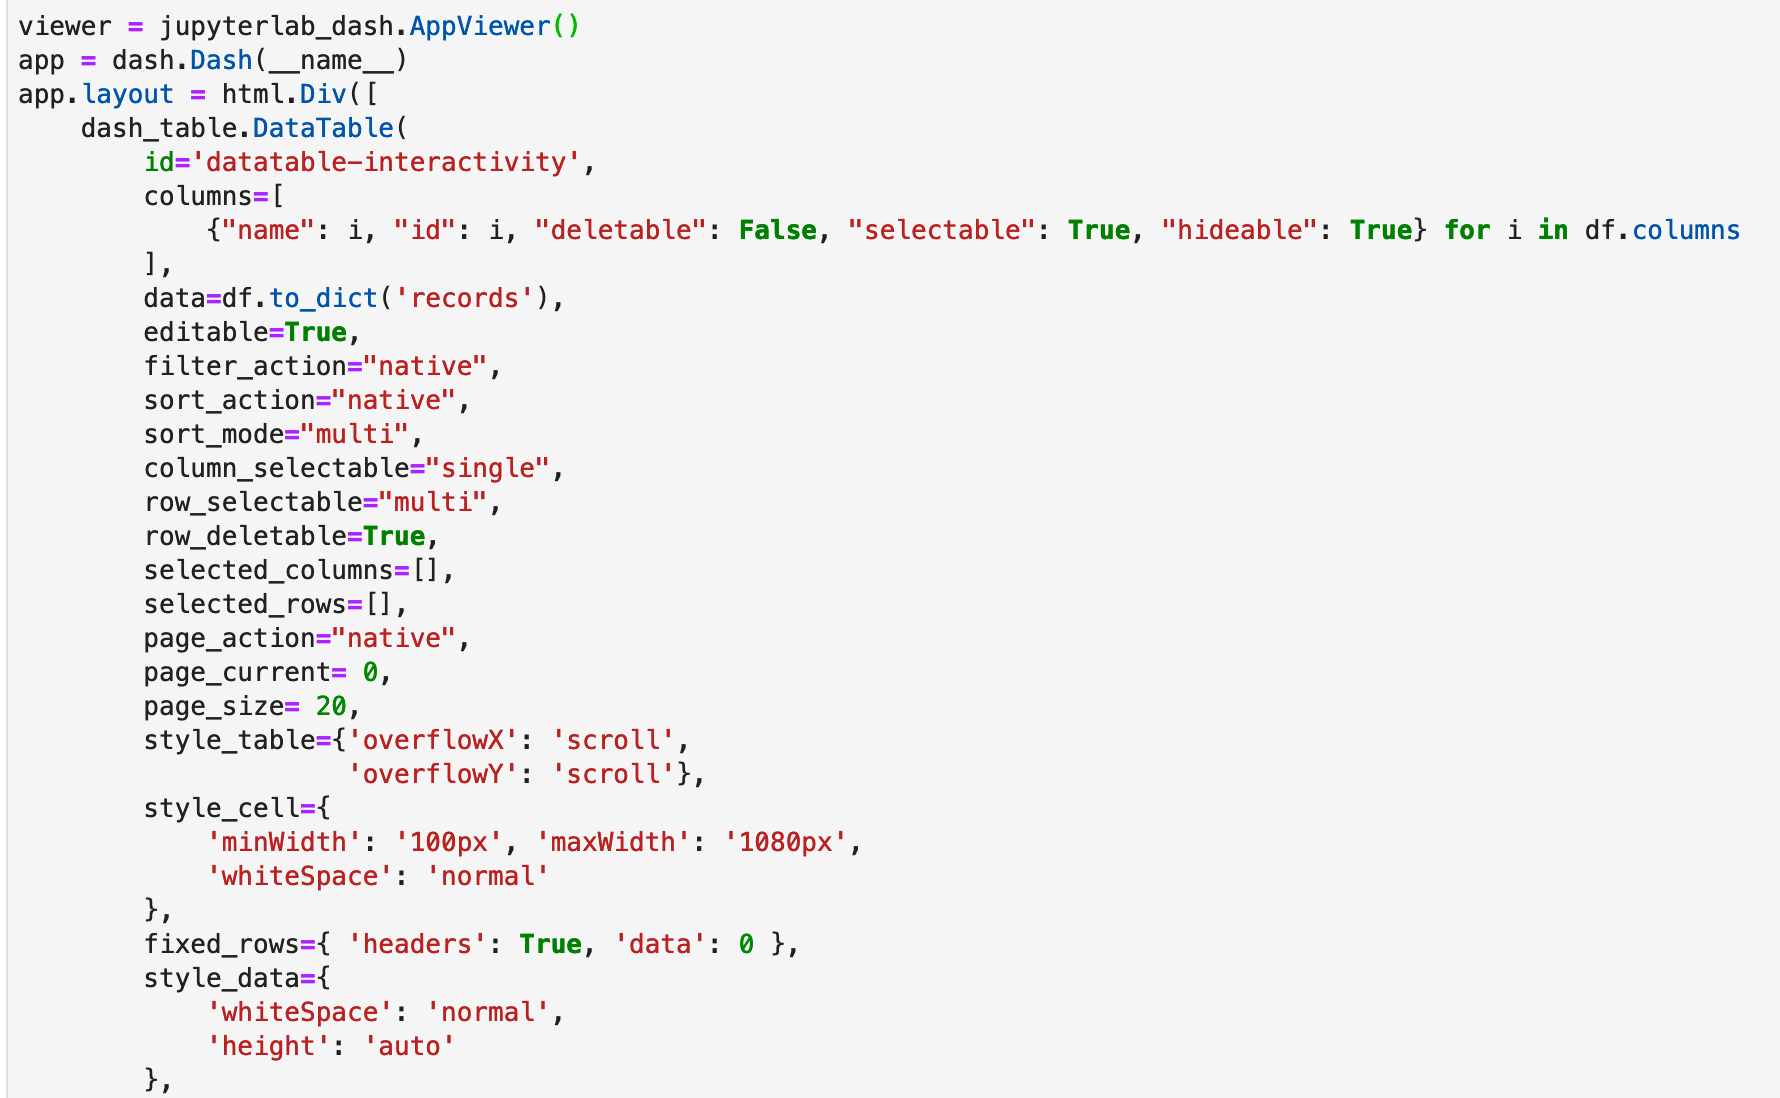 viewer = jupyterlab_dash.AppViewer()
app = dash.Dash(__name__)
app.layout = html.Div([
    dash_table.DataTable(
        id='datatable-interactivity',
        columns=[
            {"name": i, "id": i, "deletable": False, "selectable": True, "hideable": True} for i in df.columns
        ],
        data=df.to_dict('records'),
        editable=True,
        filter_action="native",
        sort_action="native",
        sort_mode="multi",
        column_selectable="single",
        row_selectable="multi",
        row_deletable=True,
        selected_columns=[],
        selected_rows=[],
        page_action="native",
        page_current= 0,
        page_size= 20,
        style_table={'overflowX': 'scroll',
                     'overflowY': 'scroll'},
        style_cell={
            'minWidth': '100px', 'maxWidth': '1080px',
            'whiteSpace': 'normal'
        },
        fixed_rows={ 'headers': True, 'data': 0 },
        style_data={
            'whiteSpace': 'normal',
            'height': 'auto'
        },